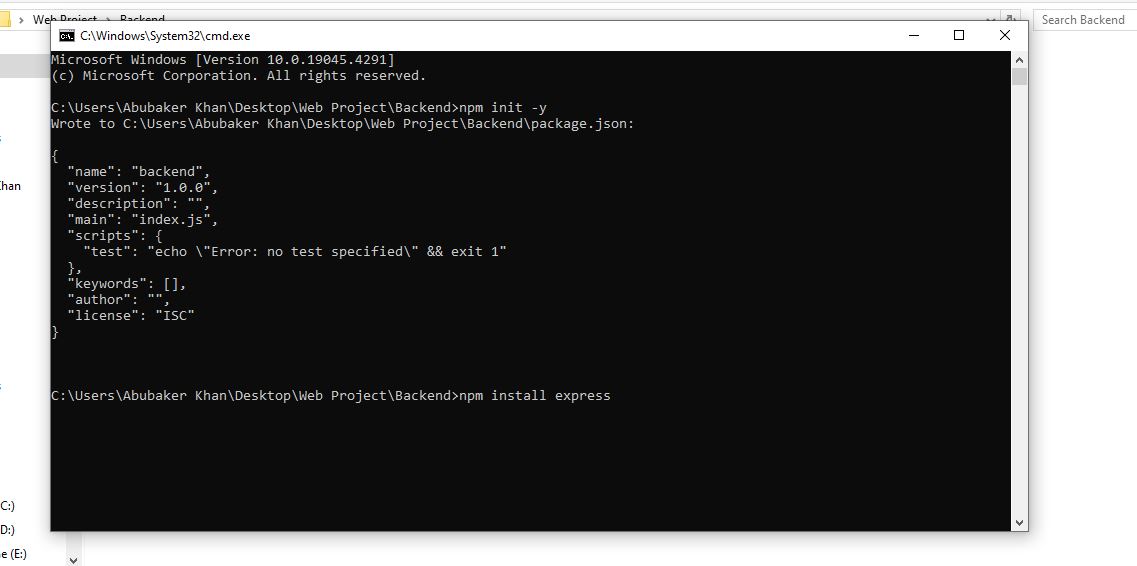 Web Project > Backend
Search Backend
C:\Windows\System32\cmd.exe
Microsoft Windows [Version 10.0.19045.4291]
(c) Microsoft Corporation. All rights reserved.
C:\Users\Abubaker Khan\Desktop\Web Project\Backend>npm init -y
Wrote to C:\Users\Abubaker Khan\Desktop\Web Project\Backend\package.json:
{
  "name": "backend",
  "version": "1.0.0",
  "description": "",
  "main": "index.js",
  "scripts": {
    "test": "echo \"Error: no test specified\" && exit 1"
  },
  "keywords": [],
  "author": "",
  "license": "ISC"
}
C:\Users\Abubaker Khan\Desktop\Web Project\Backend>npm install express
Khan
C:)
D:)
e (E:)